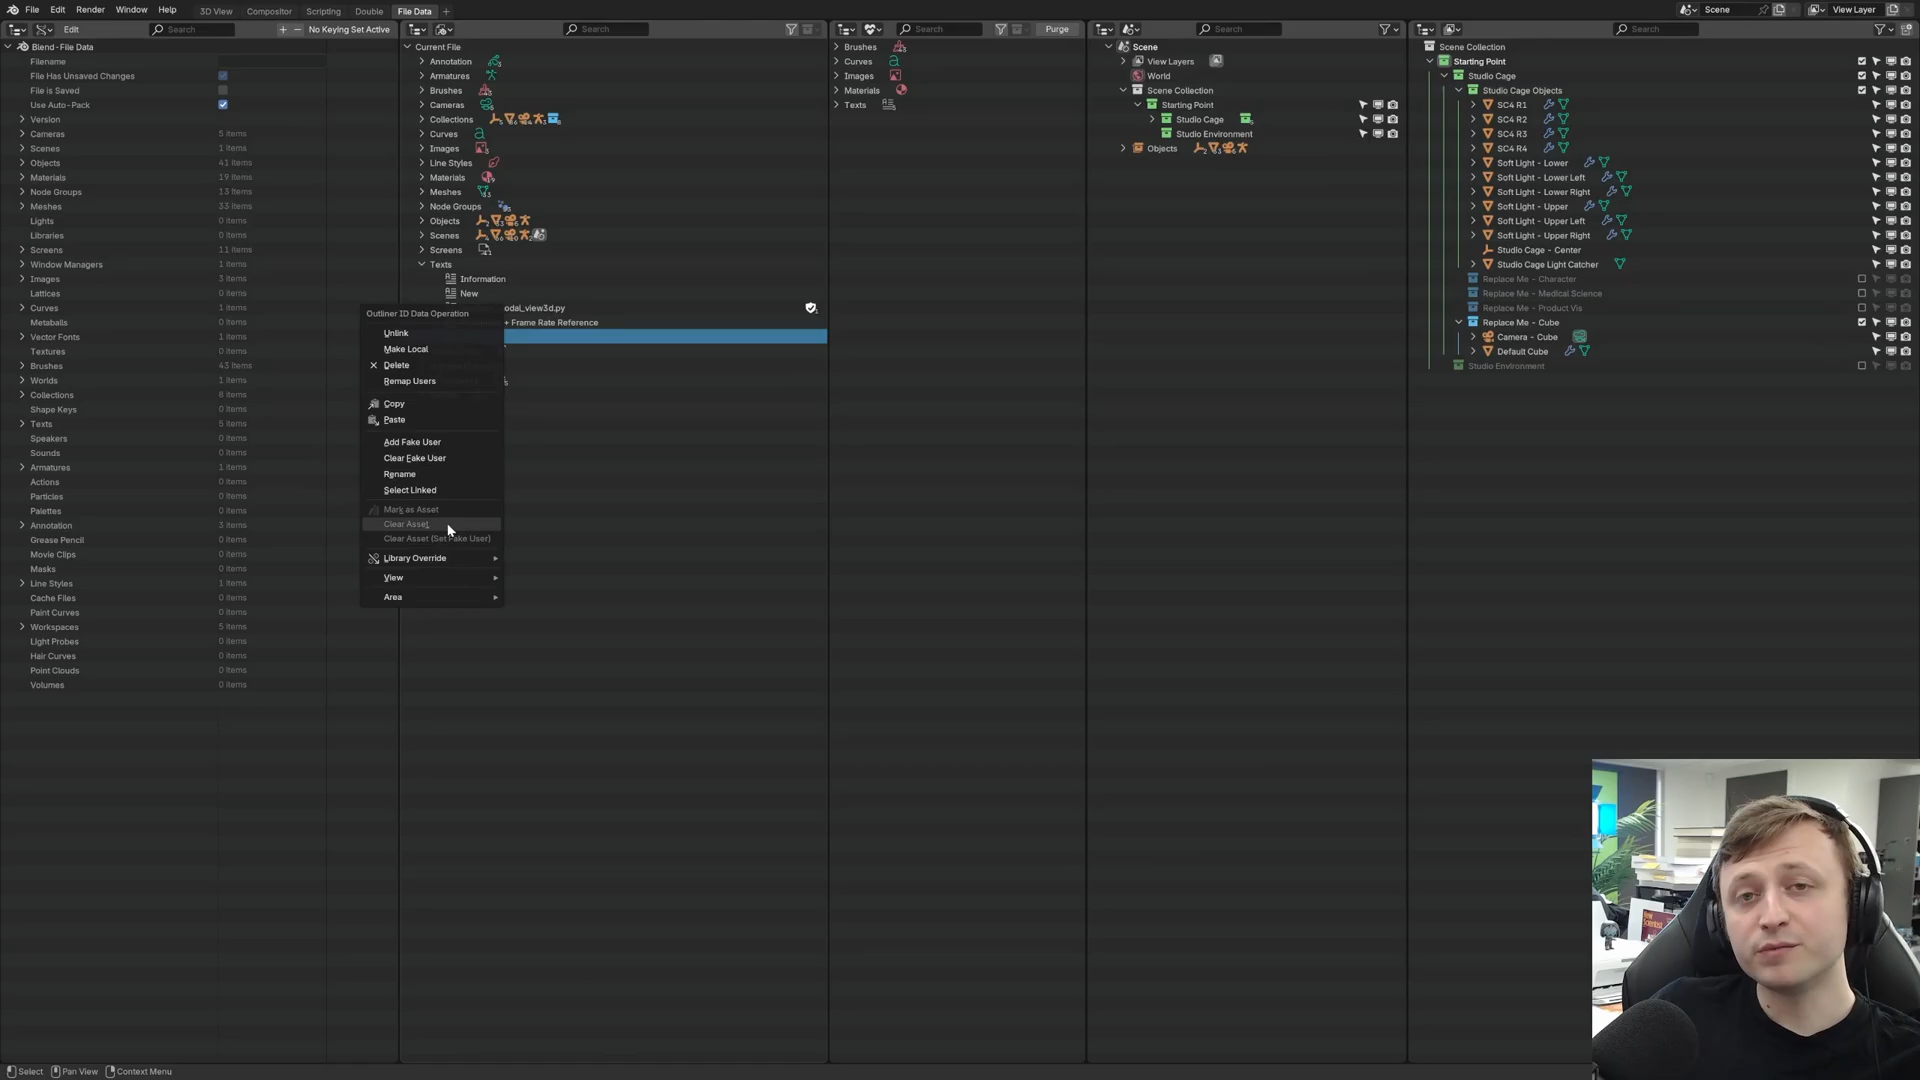 File Edit Render Window Help 3D View Compositor Scripting Double File Data + Scene View Layer
Edit Search + − No Keying Set Active
Blend-File Data
Filename
File Has Unsaved Changes
File is Saved
Use Auto-Pack
Version
Cameras 5 items
Scenes 1 items
Objects 41 items
Materials 19 items
Node Groups 3 items
Meshes 33 items
Lights 0 items
Libraries 0 items
Screens 11 items
Window Managers 1 items
Images 3 items
Lattices 0 items
Curves 1 items
Metaballs 0 items
Vector Fonts 1 items
Textures 0 items
Brushes 43 items
Worlds 1 items
Collections 8 items
Shape Keys 0 items
Texts 5 items
Speakers 0 items
Sounds 0 items
Armatures 1 items
Actions 0 items
Particles 0 items
Palettes 0 items
Annotation 3 items
Grease Pencil 0 items
Movie Clips 0 items
Masks 0 items
Line Styles 1 items
Cache Files 0 items
Paint Curves 0 items
Workspaces 5 items
Light Probes 0 items
Hair Curves 0 items
Point Clouds 0 items
Volumes 0 items
Search
Current File
Annotation
Armatures
Brushes
Cameras
Collections
Curves
Images
Line Styles
Materials
Meshes
Node Groups
Objects
Scenes
Screens
Texts
Information
New
odal_view3d.py
+ Frame Rate Reference
Outliner ID Data Operation
Unlink
Make Local
Delete
Remap Users
Copy
Paste
Add Fake User
Clear Fake User
Rename
Select Linked
Mark as Asset
Clear Asset
Clear Asset (Set Fake User)
Library Override
View
Area
Search Purge
Brushes
Curves
Images
Materials
Texts
Search
Scene
View Layers
World
Scene Collection
Starting Point
Studio Cage
Studio Environment
Objects
Search
Scene Collection
Starting Point
Studio Cage
Studio Cage Objects
SC4 R1
SC4 R2
SC4 R3
SC4 R4
Soft Light - Lower
Soft Light - Lower Left
Soft Light - Lower Right
Soft Light - Upper
Soft Light - Upper Left
Soft Light - Upper Right
Studio Cage - Center
Studio Cage Light Catcher
Replace Me - Character
Replace Me - Medical Science
Replace Me - Product Vis
Replace Me - Cube
Camera - Cube
Default Cube
Studio Environment
New
Scientist
Select Pan View Context Menu